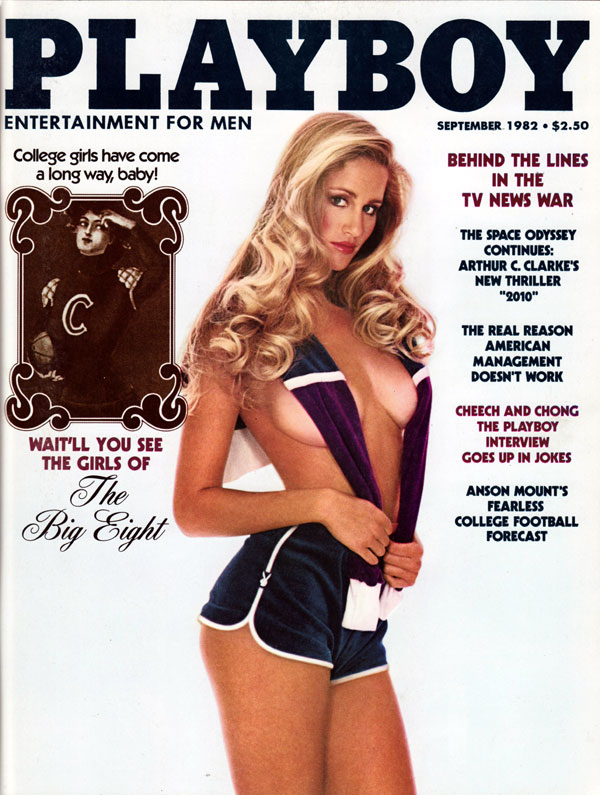 PLAYBOY
ENTERTAINMENT FOR MEN
SEPTEMBER 1982 • $2.50
College girls have come
a long way, baby!
C
WAIT'LL YOU SEE
THE GIRLS OF
The
Big Eight
BEHIND THE LINES
IN THE
TV NEWS WAR
THE SPACE ODYSSEY
CONTINUES:
ARTHUR C. CLARKE'S
NEW THRILLER
"2010"
THE REAL REASON
AMERICAN
MANAGEMENT
DOESN'T WORK
CHEECH AND CHONG
THE PLAYBOY
INTERVIEW
GOES UP IN JOKES
ANSON MOUNT'S
FEARLESS
COLLEGE FOOTBALL
FORECAST